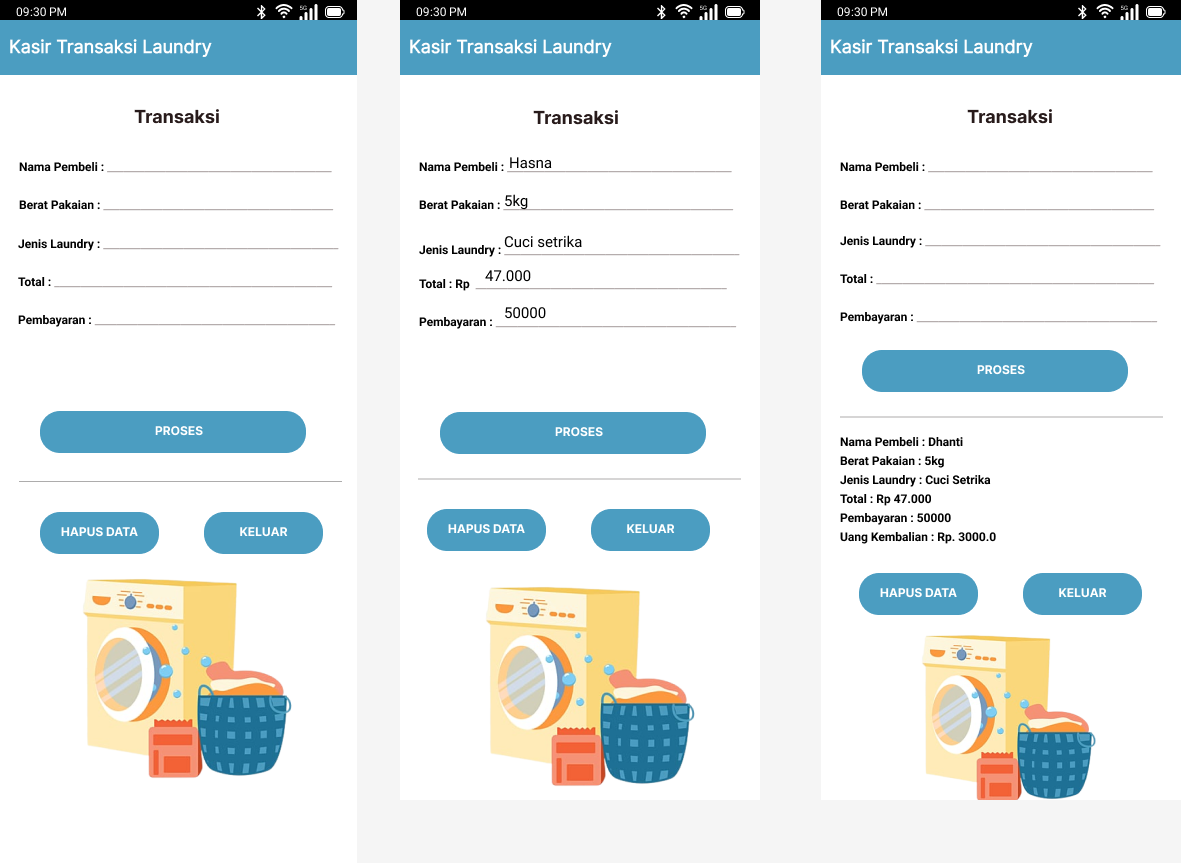 09:30 PM
5G
Kasir Transaksi Laundry
Transaksi
Nama Pembeli :
Berat Pakaian :
Jenis Laundry :
Total :
Pembayaran :
PROSES
HAPUS DATA
KELUAR
09:30 PM
5G
Kasir Transaksi Laundry
Transaksi
Nama Pembeli : Hasna
Berat Pakaian : 5kg
Jenis Laundry : Cuci setrika
Total : Rp 47.000
Pembayaran : 50000
PROSES
HAPUS DATA
KELUAR
09:30 PM
5G
Kasir Transaksi Laundry
Transaksi
Nama Pembeli :
Berat Pakaian :
Jenis Laundry :
Total :
Pembayaran :
PROSES
Nama Pembeli : Dhanti
Berat Pakaian : 5kg
Jenis Laundry : Cuci Setrika
Total : Rp 47.000
Pembayaran : 50000
Uang Kembalian : Rp. 3000.0
HAPUS DATA
KELUAR